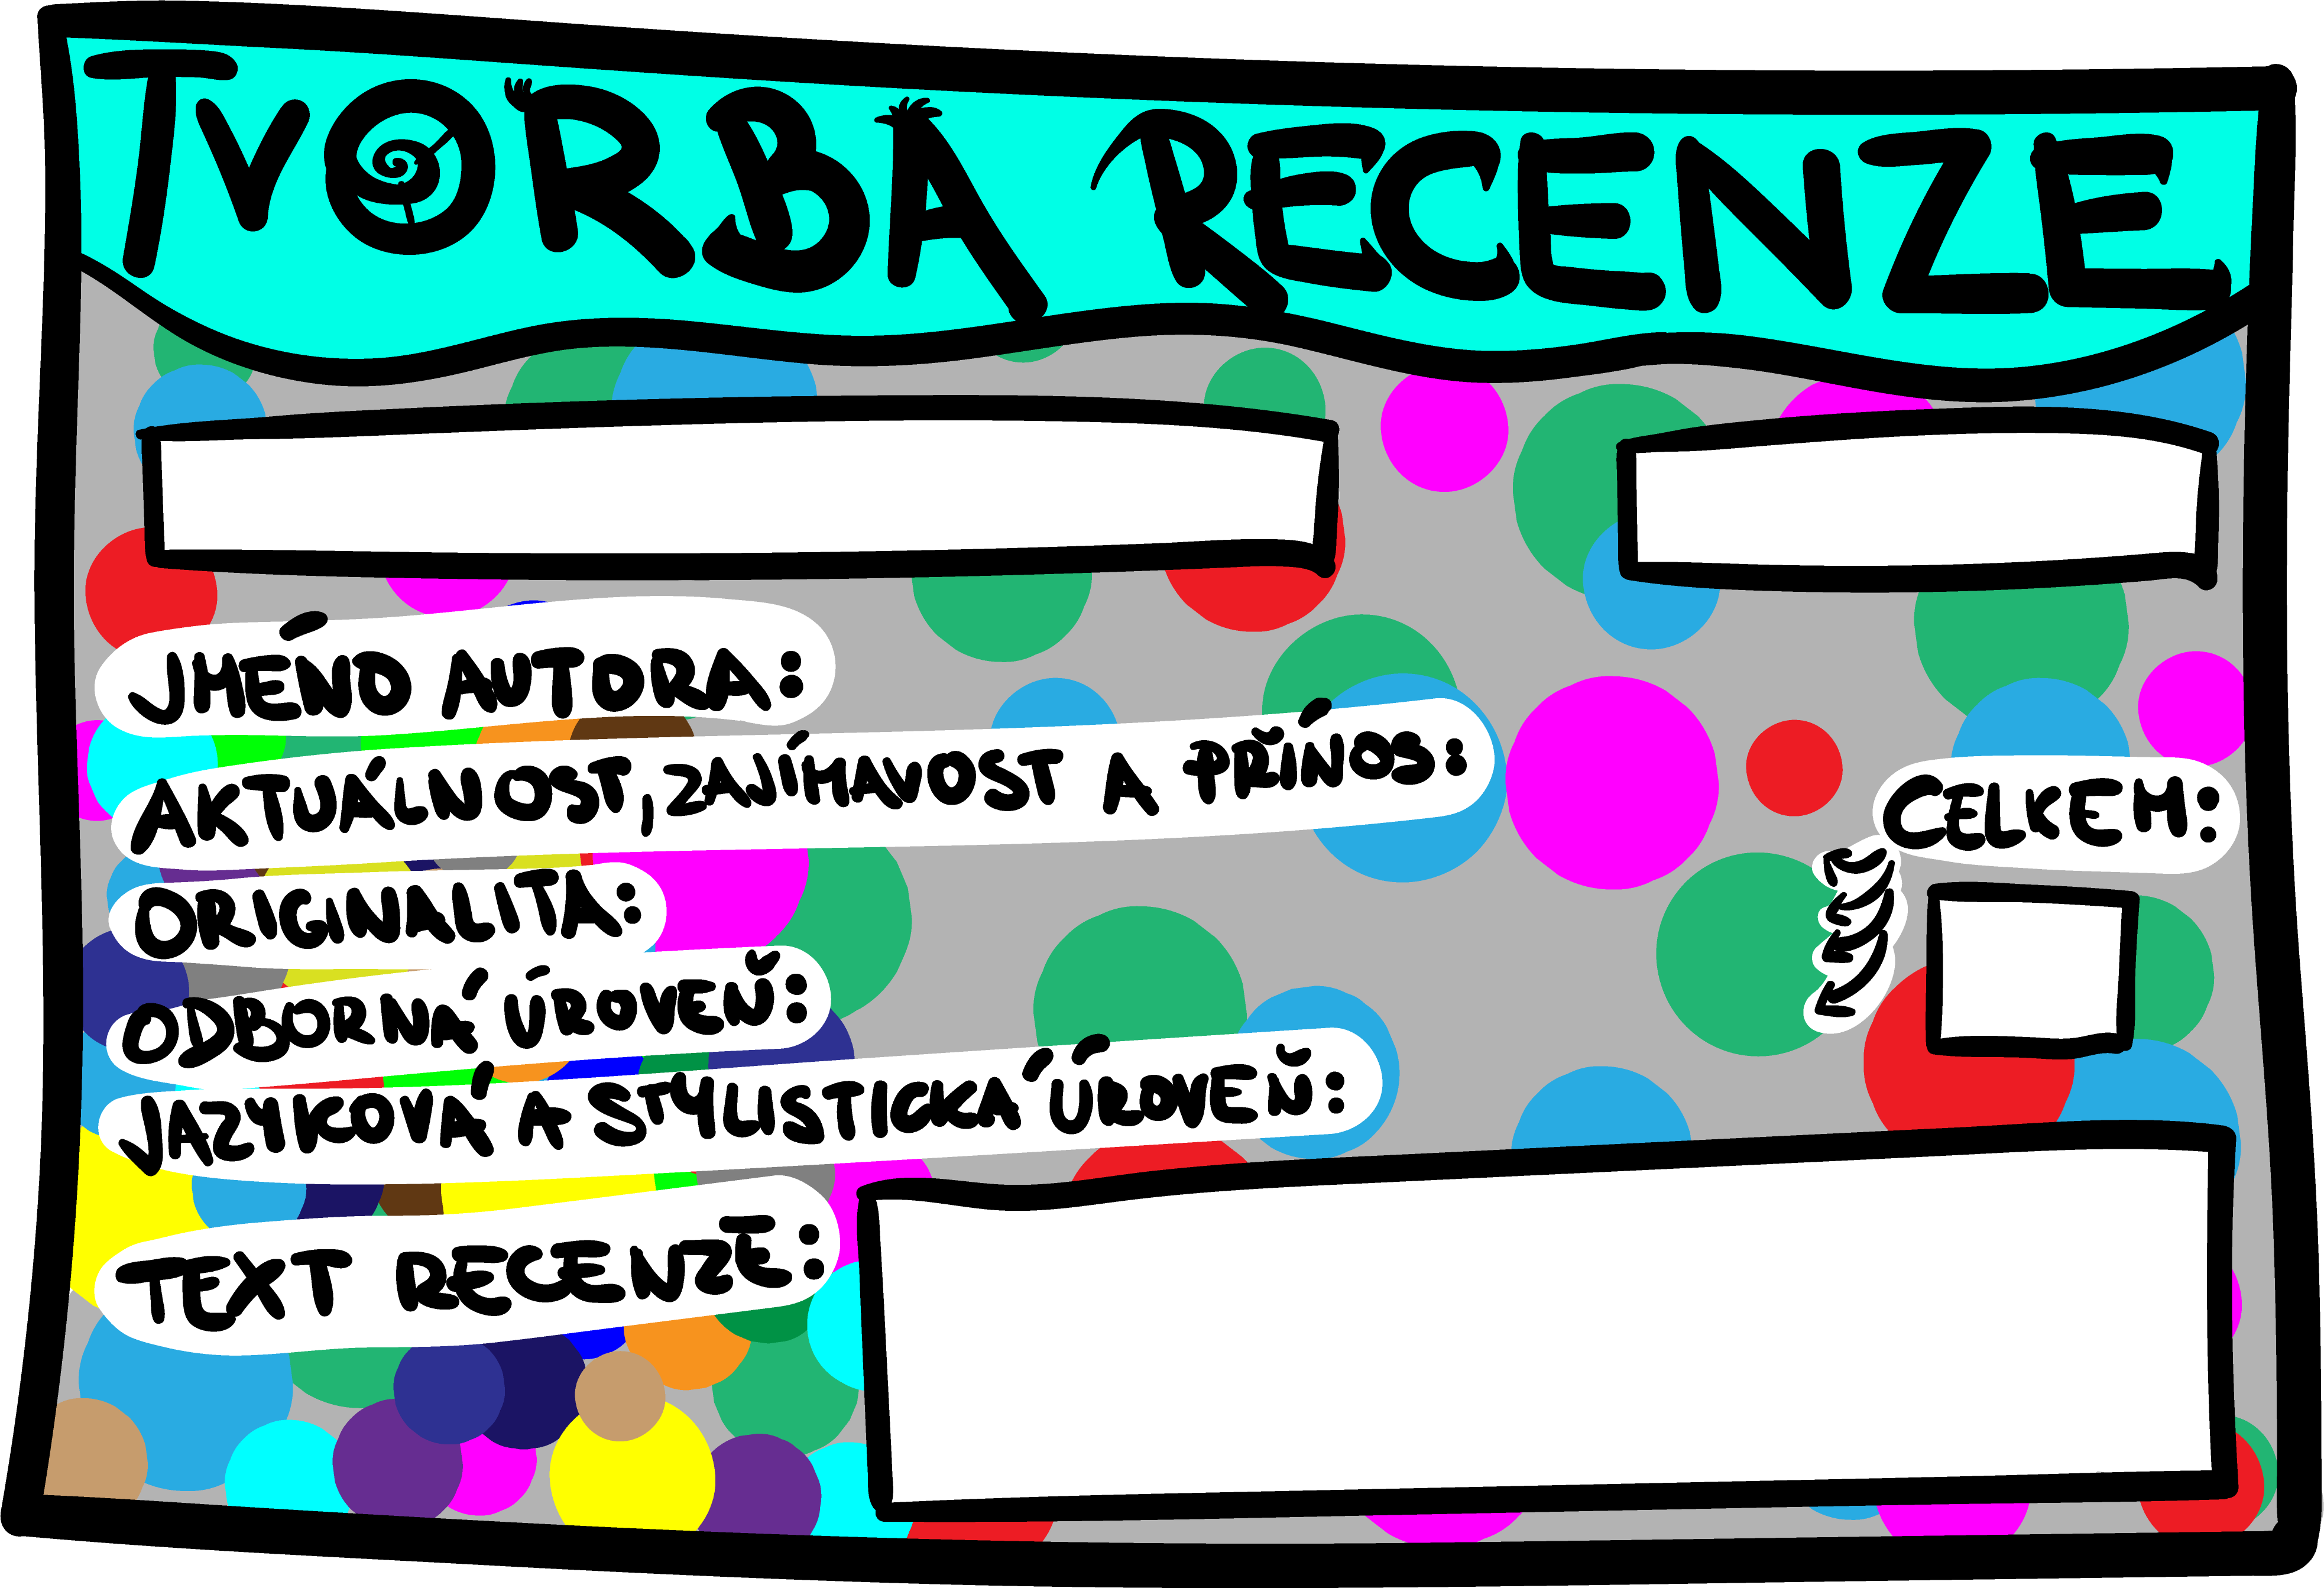 TVORBA RECENZE
JMÉNO AUTORA:
AKTUÁLNOST, ZAJÍMAVOST A PŘÍNOS:
CELKEM:
ORIGINALITA:
ODBORNÁ ÚROVEŇ:
JAZYKOVÁ A STYLISTICKÁ ÚROVEŇ:
TEXT RECENZE: